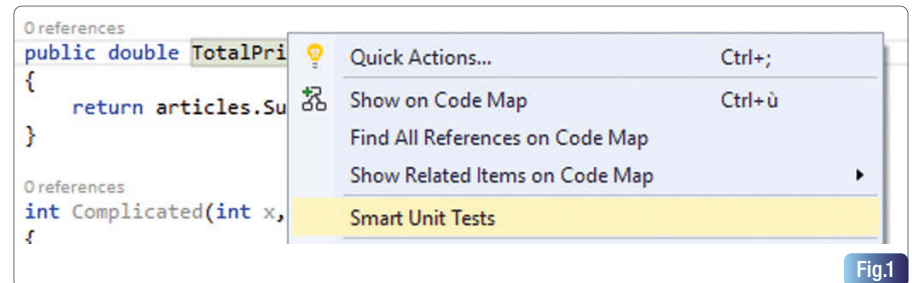 0 references
public double TotalPri
{
return articles.Su
}
0 references
int Complicated(int x,
{
Quick Actions... Ctrl+;
Show on Code Map Ctrl+ù
Find All References on Code Map
Show Related Items on Code Map
Smart Unit Tests
Fig.1